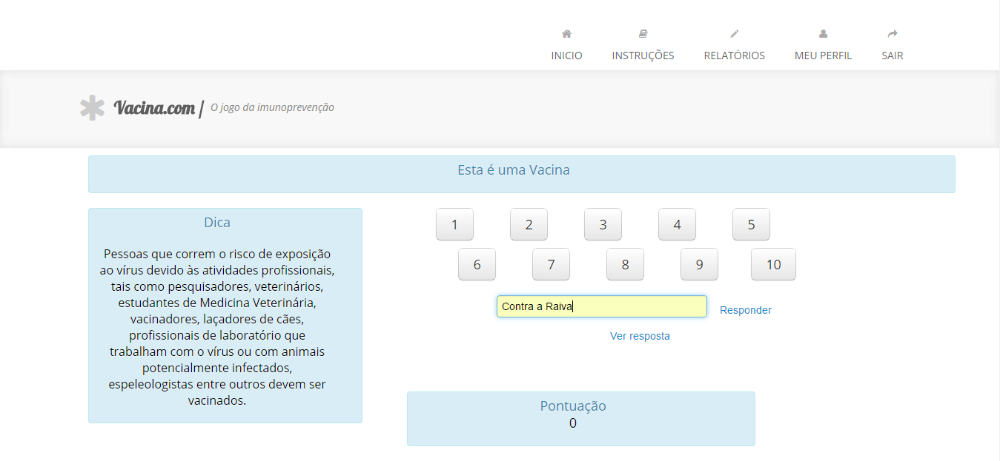 INICIO INSTRUÇÕES RELATÓRIOS MEU PERFIL SAIR
Vacina.com / O jogo da imunoprevenção
Esta é uma Vacina
Dica
Pessoas que correm o risco de exposição
ao vírus devido às atividades profissionais,
tais como pesquisadores, veterinários,
estudantes de Medicina Veterinária,
vacinadores, laçadores de cães,
profissionais de laboratório que
trabalham com o vírus ou com animais
potencialmente infectados,
espeleologistas entre outros devem ser
vacinados.
1 2 3 4 5
6 7 8 9 10
Contra a Raiva Responder
Ver resposta
Pontuação
0